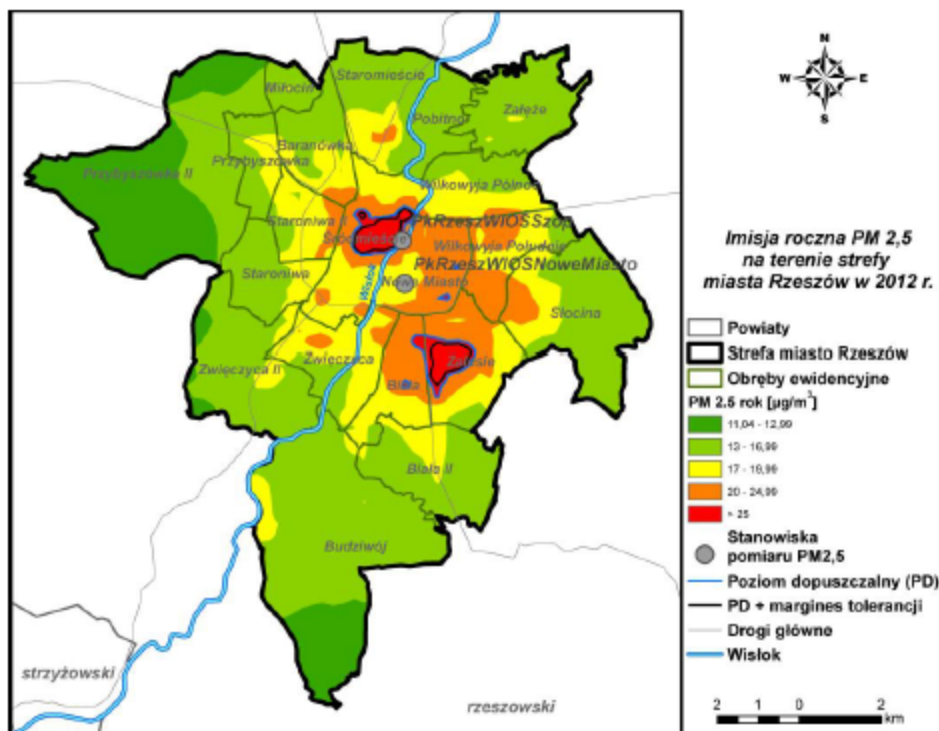 N
W E
S
Staromieście
Miłocin
Załęże
Pobitno
Baranówka
Przybyszówka
Przybyszówka II
Wilkowyja Północ
Staroniwa II
PkRzeszWIOSSzop
Śródmieście
Wilkowyja Południe
PkRzeszWIOSNoweMiasto
Staroniwa
Nowe Miasto
Wisłok
Słocina
Zwięczyca
Zalesie
Zwięczyca II
Biała
Biała II
Budziwój
strzyżowski
rzeszowski
Imisja roczna PM 2,5
na terenie strefy
miasta Rzeszów w 2012 r.
Powiaty
Strefa miasto Rzeszów
Obręby ewidencyjne
PM 2.5 rok [µg/m³]
11,04 - 12,99
13 - 16,99
17 - 19,99
20 - 24,99
> 25
Stanowiska
pomiaru PM2,5
Poziom dopuszczalny (PD)
PD + margines tolerancji
Drogi główne
Wisłok
2 1 0 2
km